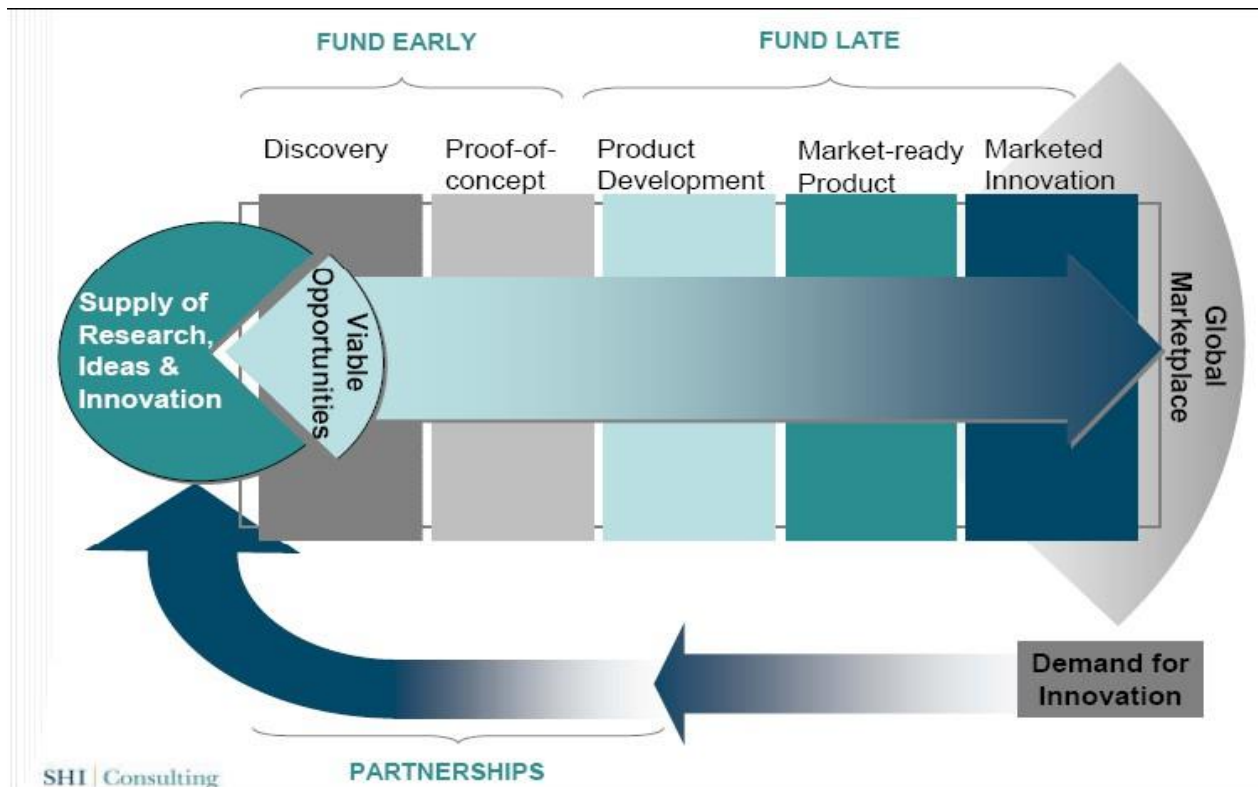 FUND EARLY
FUND LATE
Discovery
Proof-of-
concept
Product
Development
Market-ready
Product
Marketed
Innovation
Supply of
Research,
Ideas &
Innovation
Viable
Opportunities
Global
Marketplace
Demand for
Innovation
PARTNERSHIPS
SHI | Consulting